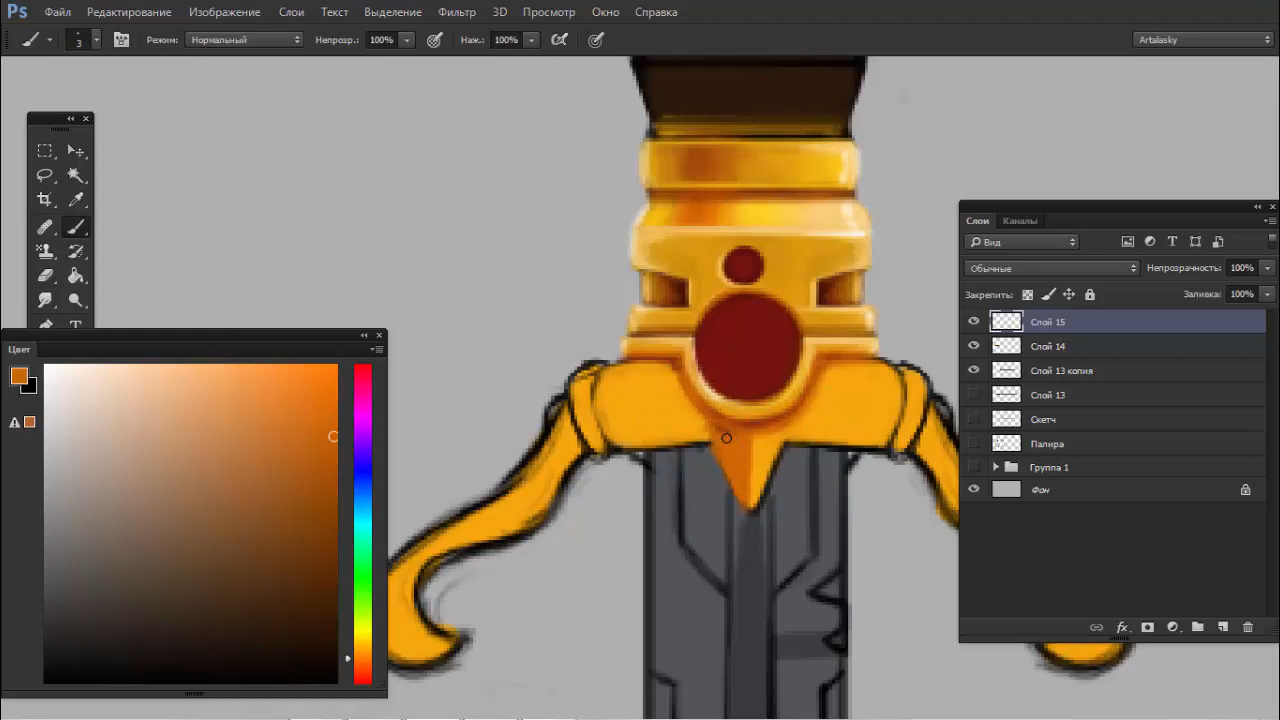 Ps Файл Редактирование Изображение Слои Текст Выделение Фильтр 3D Просмотр Окно Справка
3 Режим: Нормальный Непрозр.: 100% Наж.: 100% Artalasky
Слои Каналы
Вид
Обычные Непрозрачность: 100%
Закрепить: Заливка: 100%
Слой 15
Слой 14
Слой 13 копия
Слой 13
Скетч
Палира
Группа 1
Фон
fx
Цвет